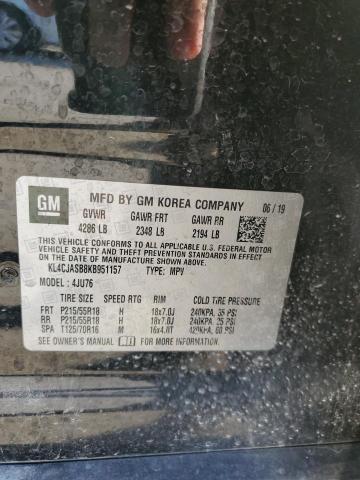 GM
MFD BY GM KOREA COMPANY 06/19
GVWR GAWR FRT GAWR RR
4286 LB 2348 LB 2194 LB
THIS VEHICLE CONFORMS TO ALL APPLICABLE U.S. FEDERAL MOTOR
VEHICLE SAFETY, BUMPER, AND THEFT PREVENTION STANDARDS
IN EFFECT ON THE DATE OF MANUFACTURE SHOWN ABOVE.
KL4CJASB8KB951157 TYPE: MPV
MODEL: 4JU76
TIRE SIZE SPEED RTG RIM COLD TIRE PRESSURE
FRT P215/55R18 H 18x7.0J 240KPA, 35 PSI
RR P215/55R18 H 18x7.0J 240KPA, 35 PSI
SPA T125/70R16 M 16x4.0T 420KPA, 60 PSI
SEE OWNER'S MANUAL FOR MORE INFORMATION.